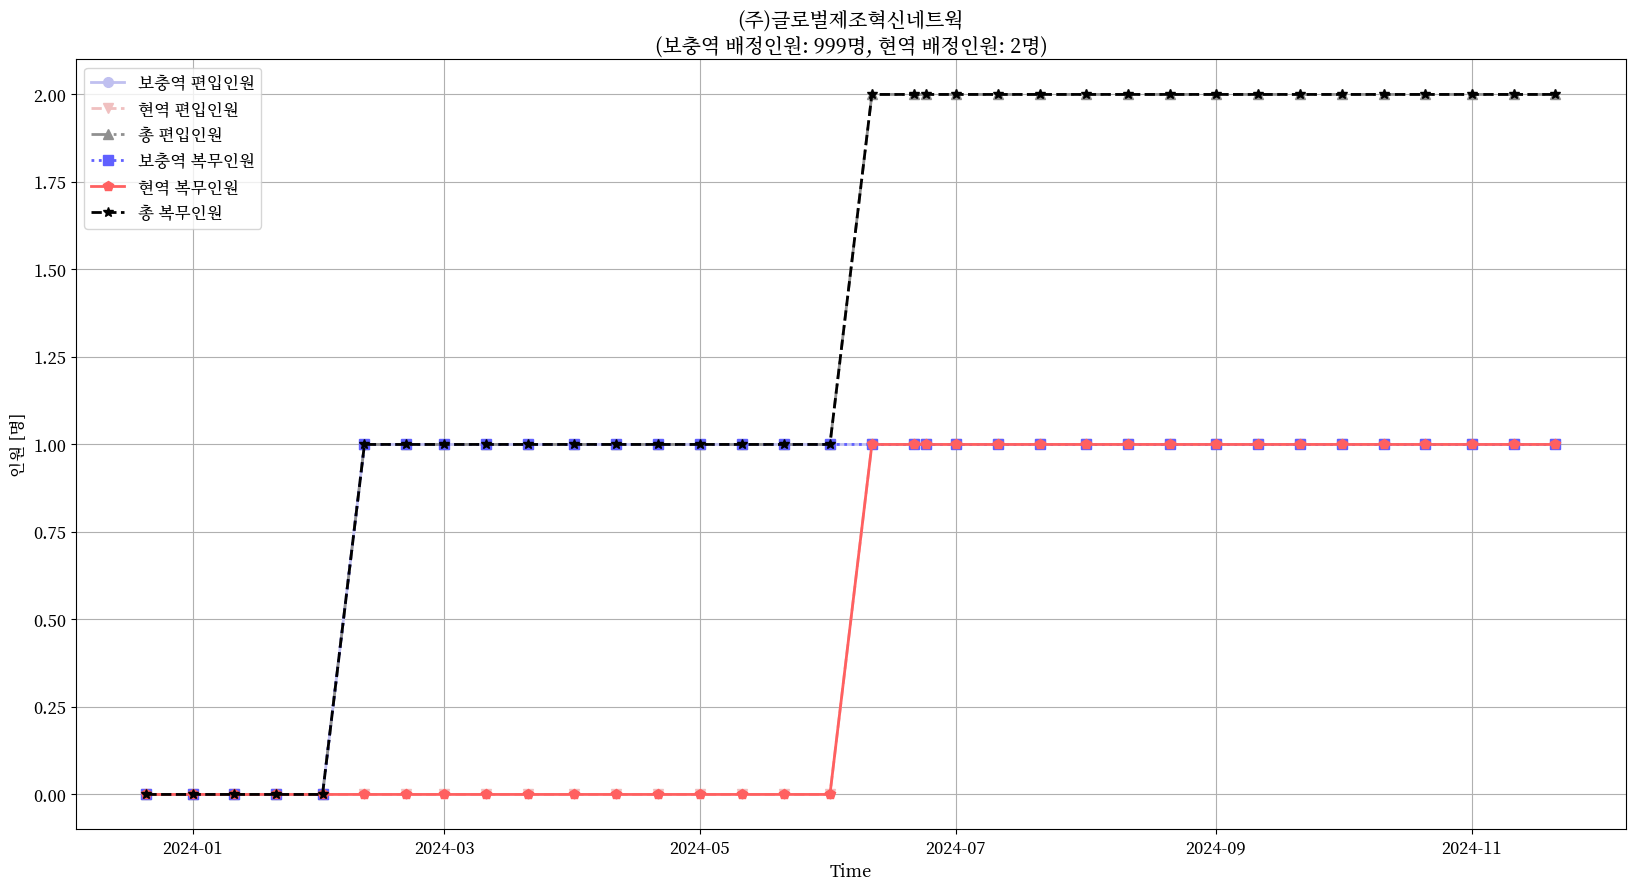 (주)글로벌제조혁신네트웍
(보충역 배정인원: 999명, 현역 배정인원: 2명)
보충역 편입인원
현역 편입인원
총 편입인원
보충역 복무인원
현역 복무인원
총 복무인원
2.00
1.75
1.50
1.25
1.00
0.75
0.50
0.25
0.00
인원 [명]
2024-01 2024-03 2024-05 2024-07 2024-09 2024-11
Time